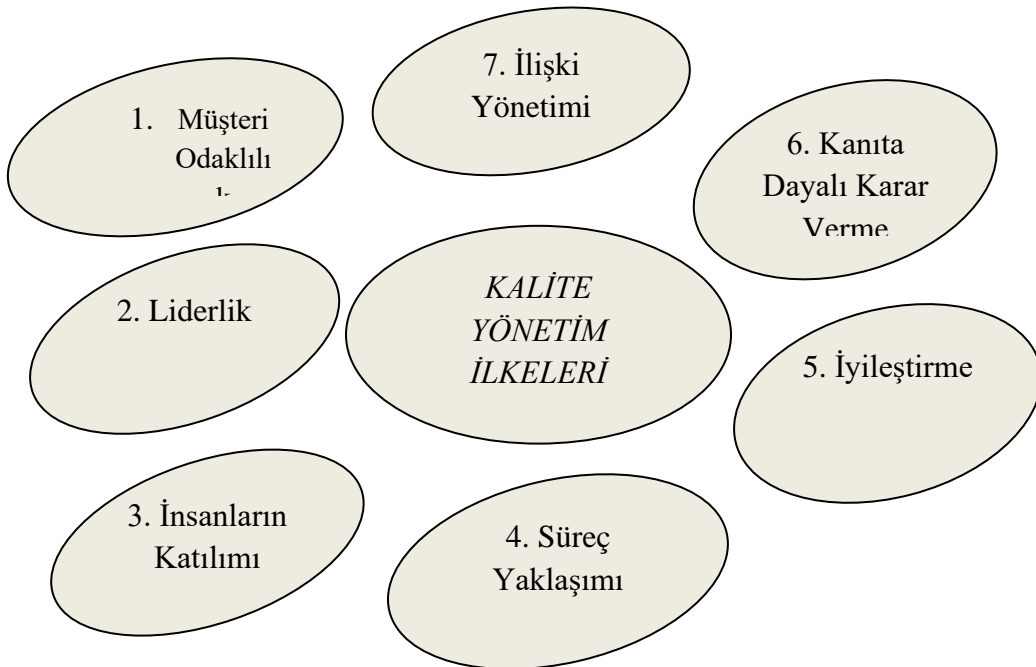 1. Müşteri
Odaklılı
k
2. Liderlik
3. İnsanların
Katılımı
4. Süreç
Yaklaşımı
5. İyileştirme
6. Kanıta
Dayalı Karar
Verme
7. İlişki
Yönetimi
KALİTE
YÖNETİM
İLKELERİ